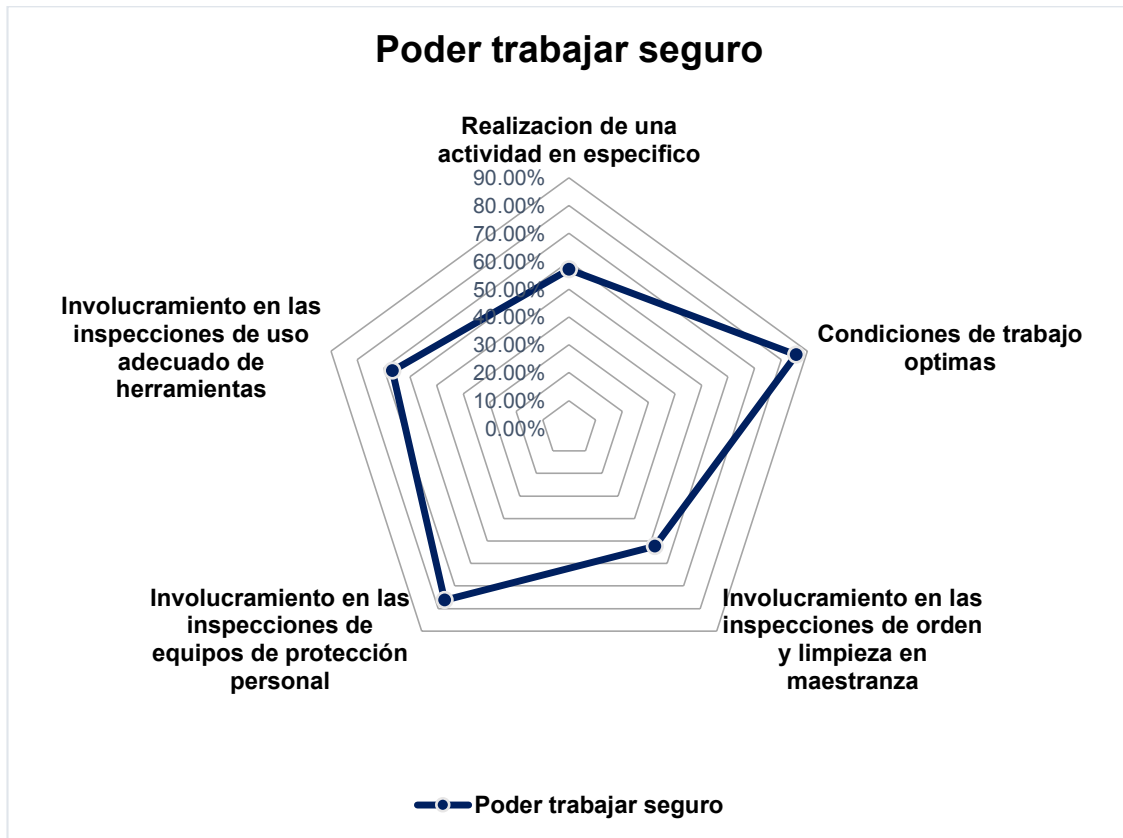 Poder trabajar seguro
Realizacion de una
actividad en especifico
90.00%
80.00%
70.00%
60.00%
50.00%
40.00%
30.00%
20.00%
10.00%
0.00%
Condiciones de trabajo
optimas
Involucramiento en las
inspecciones de orden
y limpieza en
maestranza
Involucramiento en las
inspecciones de
equipos de protección
personal
Involucramiento en las
inspecciones de uso
adecuado de
herramientas
Poder trabajar seguro